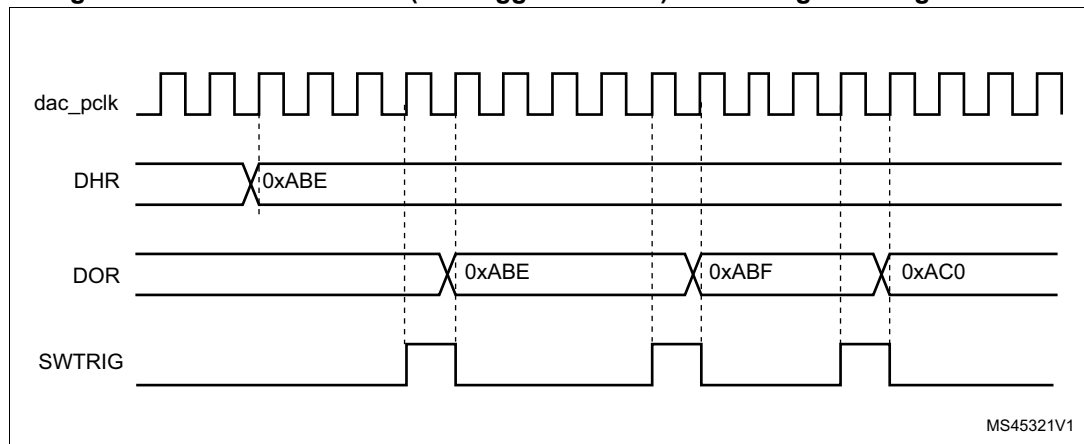 dac_pclk
DHR
0xABE
DOR
0xABE
0xABF
0xAC0
SWTRIG
MS45321V1